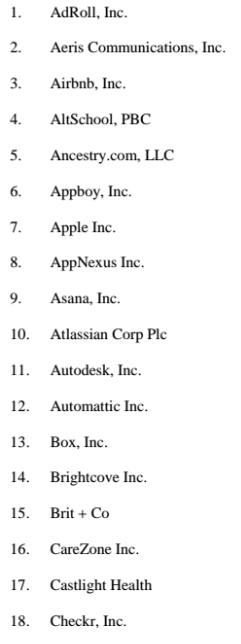 1. AdRoll, Inc.
2. Aeris Communications, Inc.
3. Airbnb, Inc.
4. AltSchool, PBC
5. Ancestry.com, LLC
6. Appboy, Inc.
7. Apple Inc.
8. AppNexus Inc.
9. Asana, Inc.
10. Atlassian Corp Plc
11. Autodesk, Inc.
12. Automattic Inc.
13. Box, Inc.
14. Brightcove Inc.
15. Brit + Co
16. CareZone Inc.
17. Castlight Health
18. Checkr, Inc.